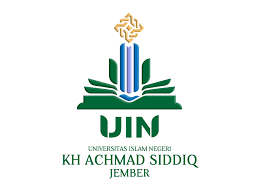 UIN
UNIVERSITAS ISLAM NEGERI
KH ACHMAD SIDDIQ
JEMBER